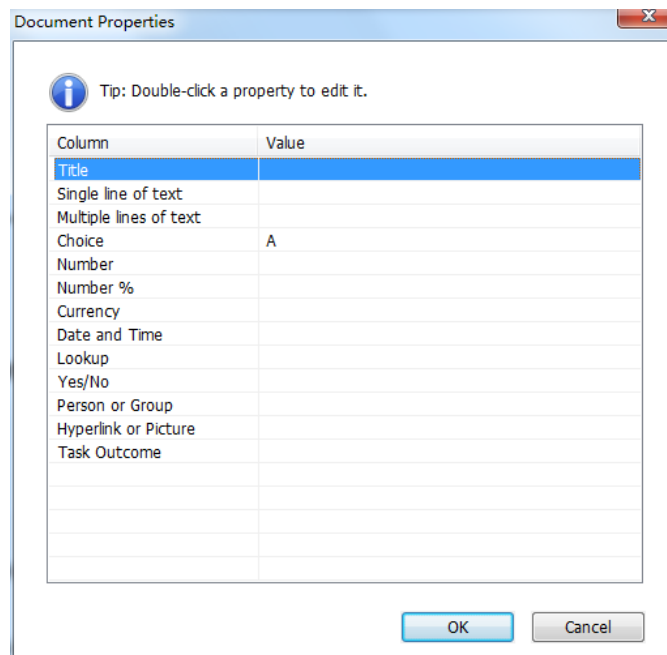 Document Properties
Tip: Double-click a property to edit it.
Column Value
Title
Single line of text
Multiple lines of text
Choice A
Number
Number %
Currency
Date and Time
Lookup
Yes/No
Person or Group
Hyperlink or Picture
Task Outcome
OK Cancel